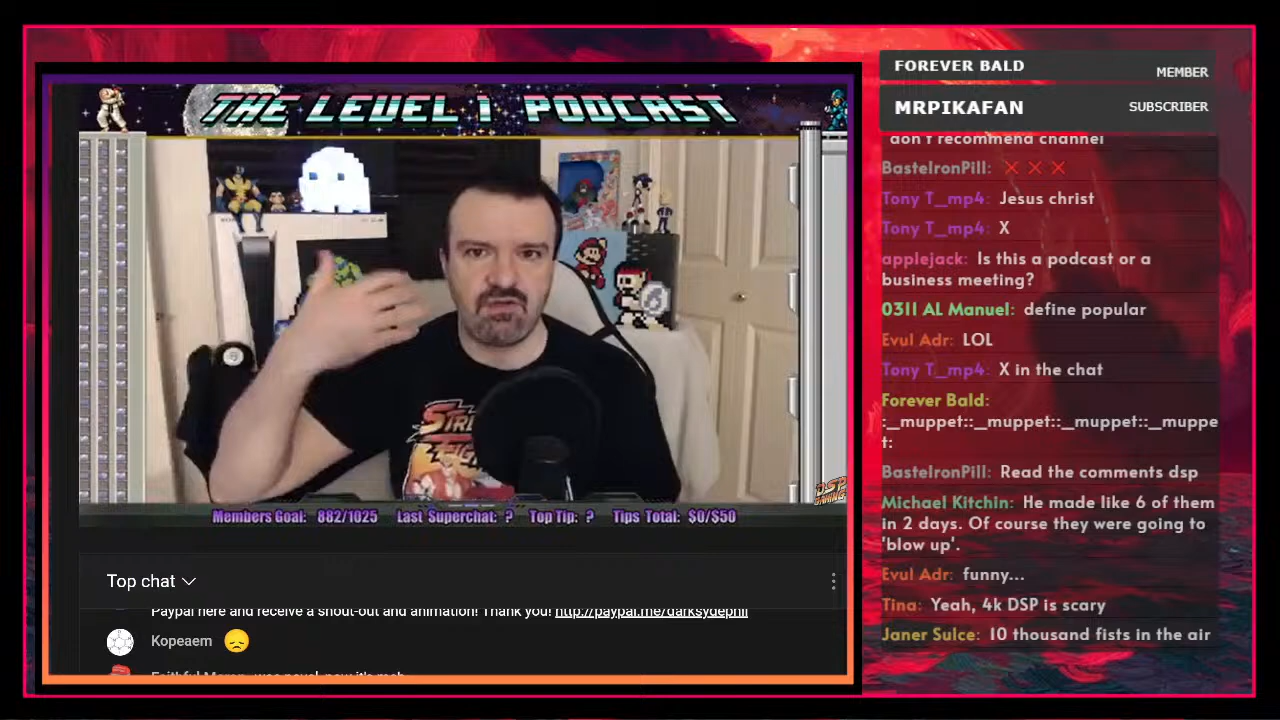 THE LEVEL 1 PODCAST
STREET
FIGHTER
DSP
GAMING
Members Goal: 882/1025 Last Superchat: ? Top Tip: ? Tips Total: $0/$50
Top chat
Paypal here and receive a shout-out and animation! Thank you! http://paypal.me/darksydephil
Kopeaem
FOREVER BALD
MEMBER
MRPIKAFAN
SUBSCRIBER
don't recommend channel
BasteIronPill: X X X
Tony T_mp4: Jesus christ
Tony T_mp4: X
applejack: Is this a podcast or a
business meeting?
0311 AL Manuel: define popular
Evul Adr: LOL
Tony T_mp4: X in the chat
Forever Bald:
:_muppet::_muppet::_muppet::_muppe
t:
BasteIronPill: Read the comments dsp
Michael Kitchin: He made like 6 of them
in 2 days. Of course they were going to
'blow up'.
Evul Adr: funny...
Tina: Yeah, 4k DSP is scary
Janer Sulce: 10 thousand fists in the air